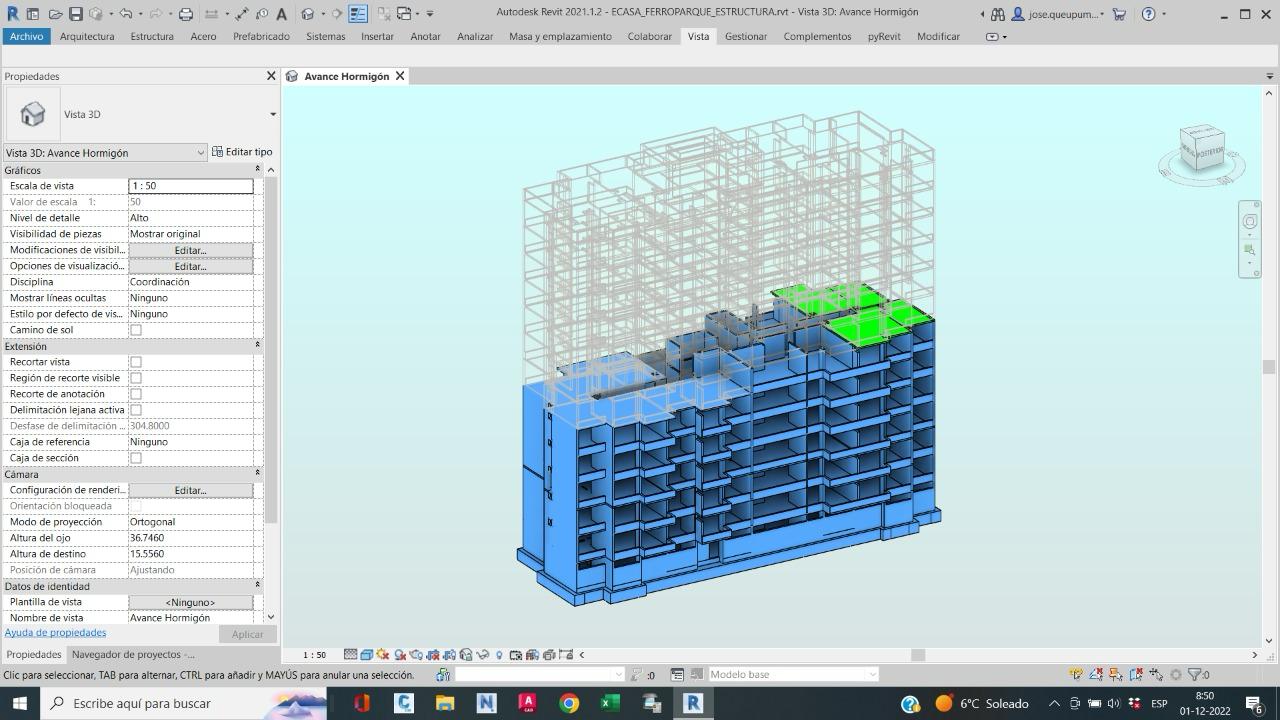 Autodesk Revit 2021.1.2 - ECASA_FERROPARQUE_ESTRUCTURA.rvt - Vista 3D: Avance Hormigón
jose.queupum...
Archivo Arquitectura Estructura Acero Prefabricado Sistemas Insertar Anotar Analizar Masa y emplazamiento Colaborar Vista Gestionar Complementos pyRevit Modificar
Propiedades
Avance Hormigón
Vista 3D
Vista 3D: Avance Hormigón
Editar tipo
Gráficos
Escala de vista 1 : 50
Valor de escala 1: 50
Nivel de detalle Alto
Visibilidad de piezas Mostrar original
Modificaciones de visibil... Editar...
Opciones de visualizació... Editar...
Disciplina Coordinación
Mostrar líneas ocultas Ninguno
Estilo por defecto de vis... Ninguno
Camino de sol
Extensión
Recortar vista
Región de recorte visible
Recorte de anotación
Delimitación lejana activa
Desfase de delimitación ... 304.8000
Caja de referencia Ninguno
Caja de sección
Cámara
Configuración de renderi... Editar...
Orientación bloqueada
Modo de proyección Ortogonal
Altura del ojo 36.7460
Altura de destino 15.5560
Posición de cámara Ajustando
Datos de identidad
Plantilla de vista <Ninguno>
Nombre de vista Avance Hormigón
Ayuda de propiedades
Aplicar
Propiedades Navegador de proyectos -...
POSTERIOR
1 : 50
Clic para seleccionar, TAB para alternar, CTRL para añadir y MAYÚS para anular una selección.
:0
Modelo base
:0
Escribe aquí para buscar
6°C Soleado
ESP
8:50
01-12-2022
6